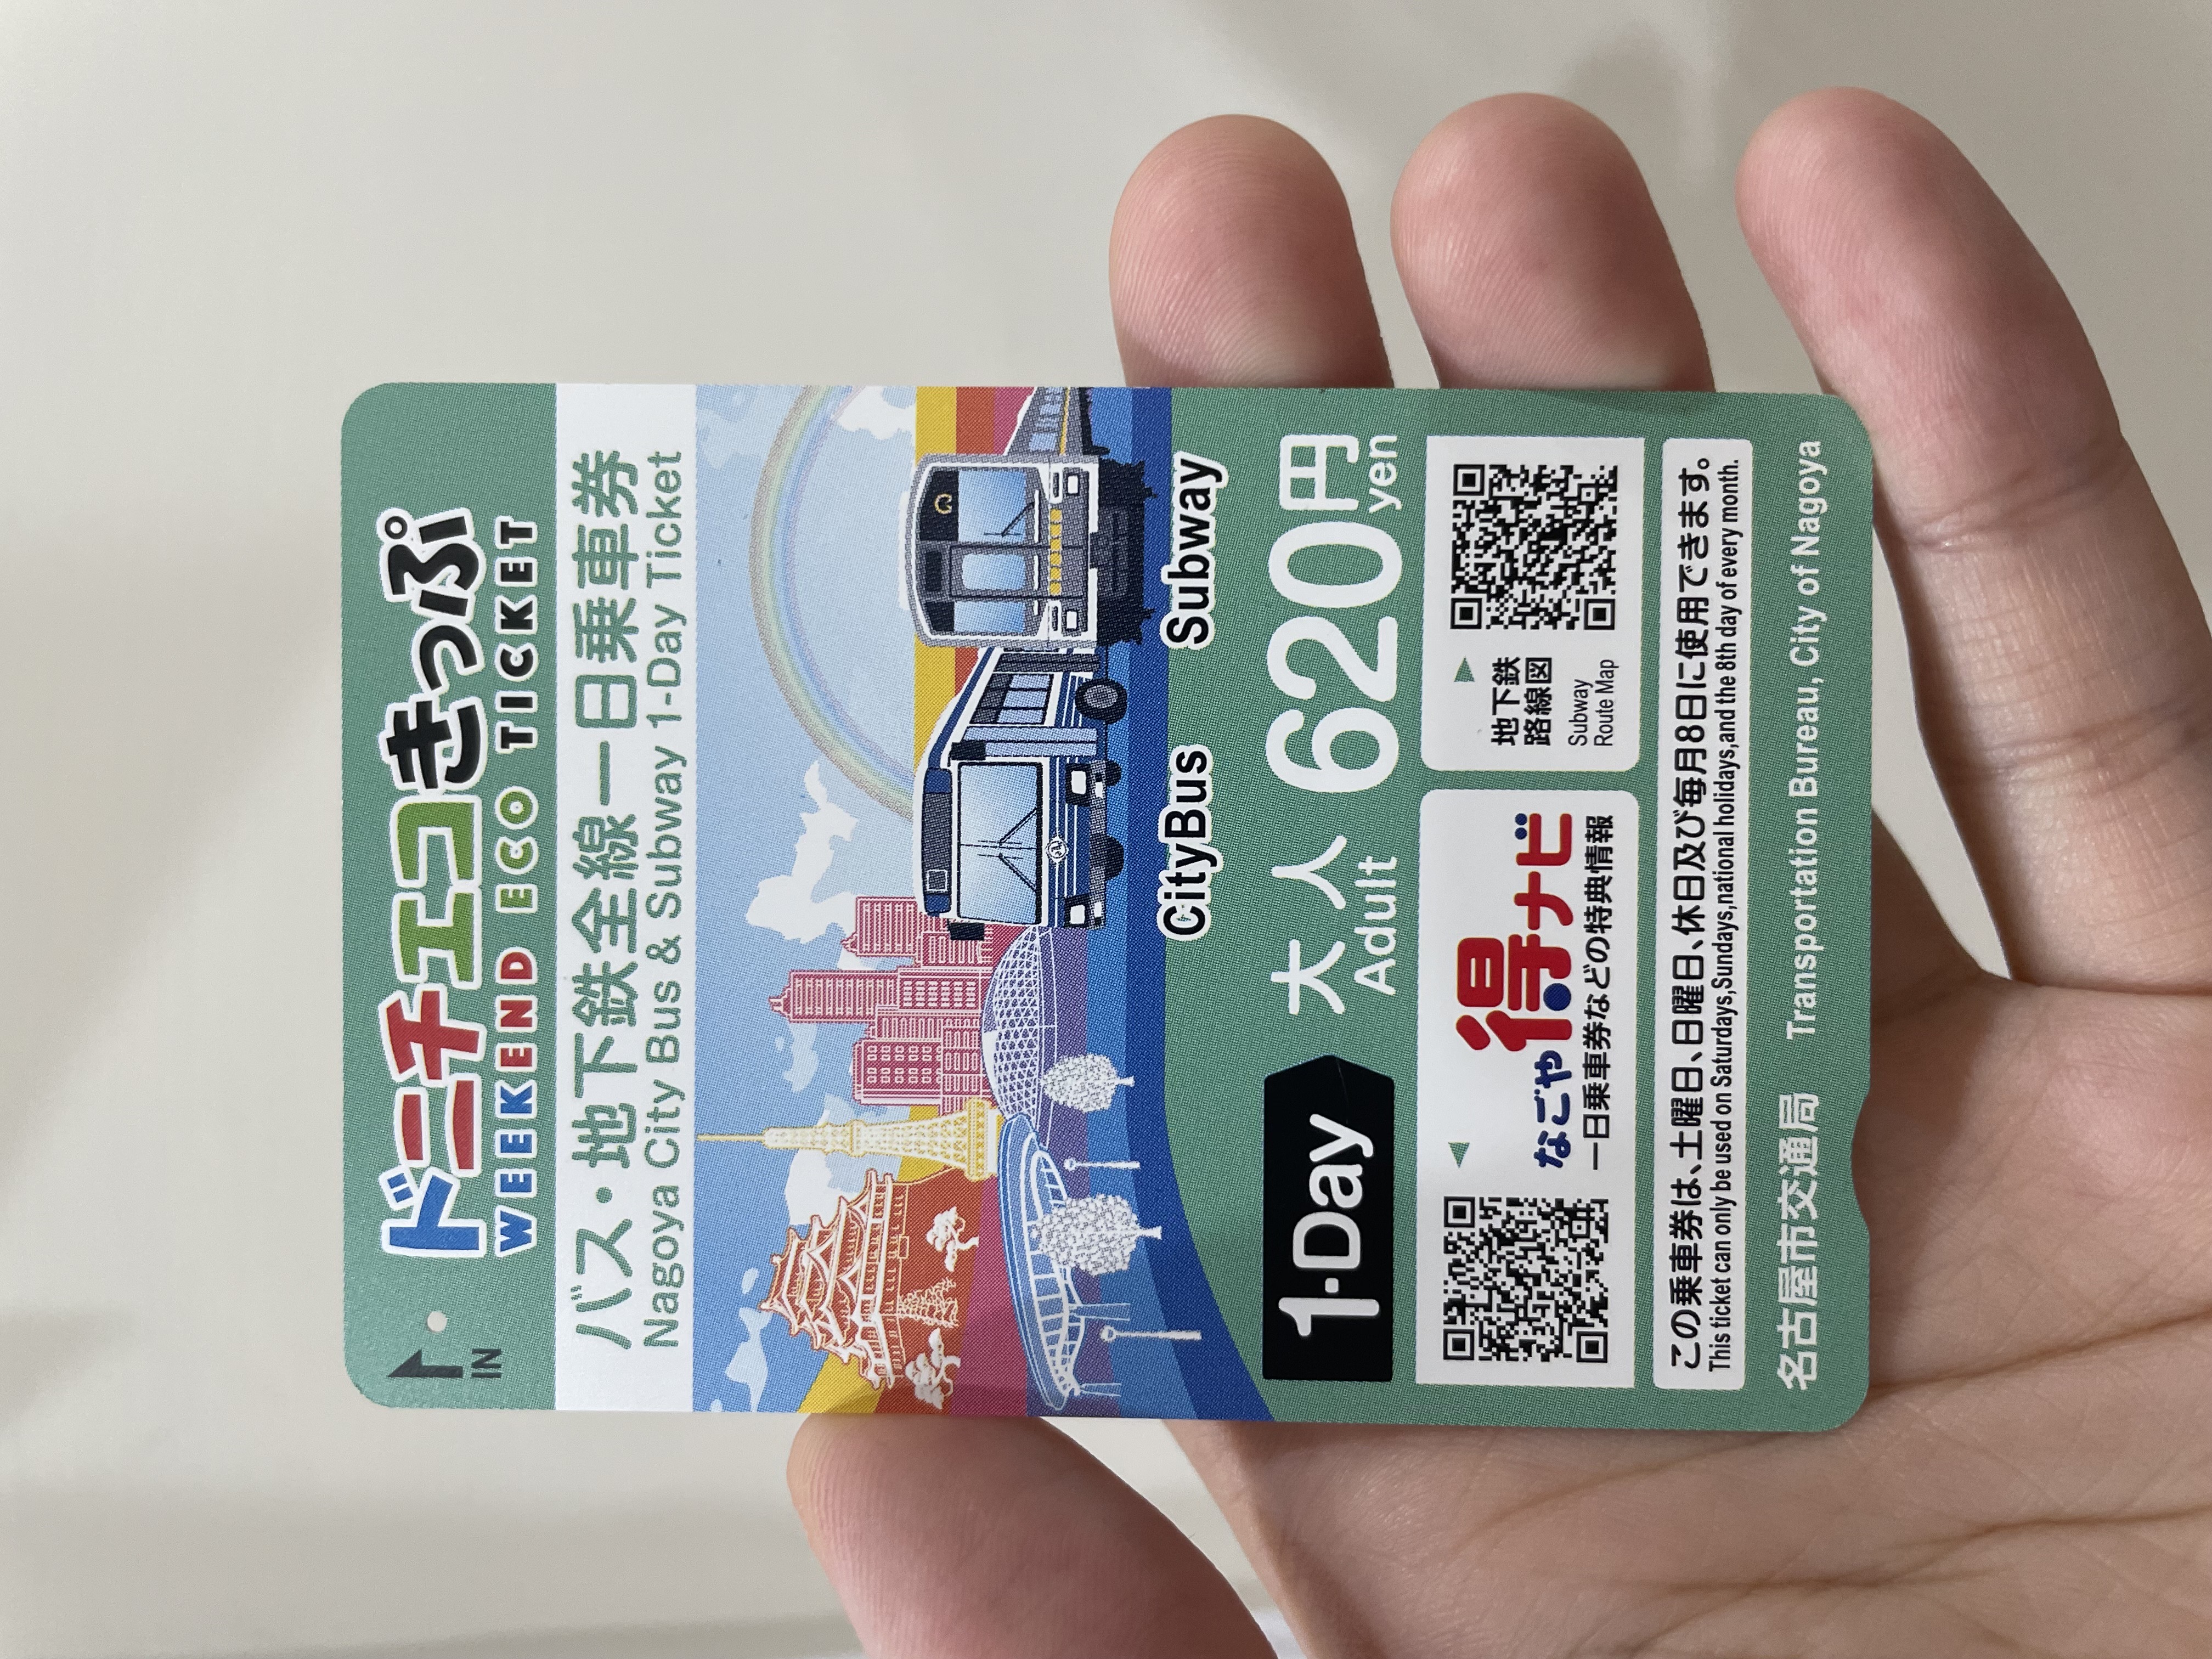 IN
ドニチエコきっぷ
WEEKEND ECO TICKET
バス・地下鉄全線一日乗車券
Nagoya City Bus & Subway 1-Day Ticket
CityBus
Subway
1-Day
大人
Adult
620円
yen
なごや得ナビ
一日乗車券などの特典情報
地下鉄
路線図
Subway
Route Map
この乗車券は、土曜日、日曜日、休日及び毎月8日に使用できます。
This ticket can only be used on Saturdays,Sundays,national holidays,and the 8th day of every month.
名古屋市交通局 Transportation Bureau, City of Nagoya